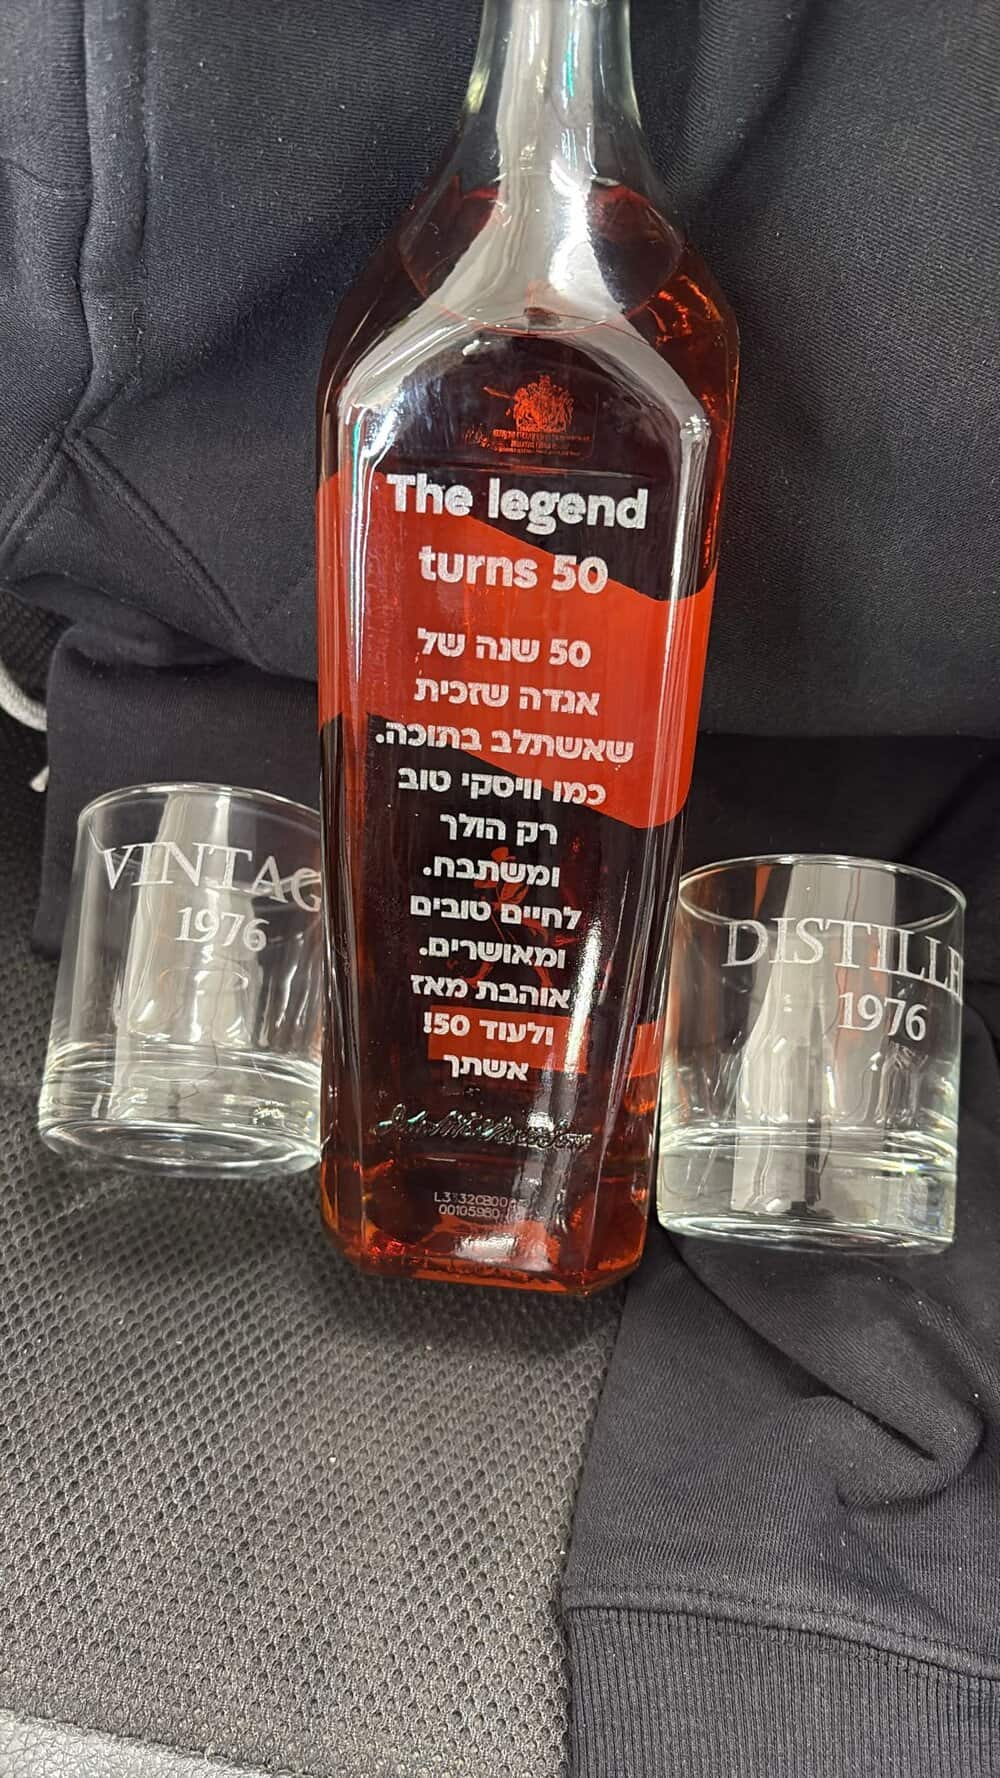 The legend
turns 50
50 שנה של
אגדה שזכית
שאשתלב בתוכה.
כמו וויסקי טוב
רק הולך
ומשתבח.
לחיים טובים
ומאושרים.
אוהבת מאז
ולעוד 50!
אשתך
VINTAG
1976
DISTILLE
1976